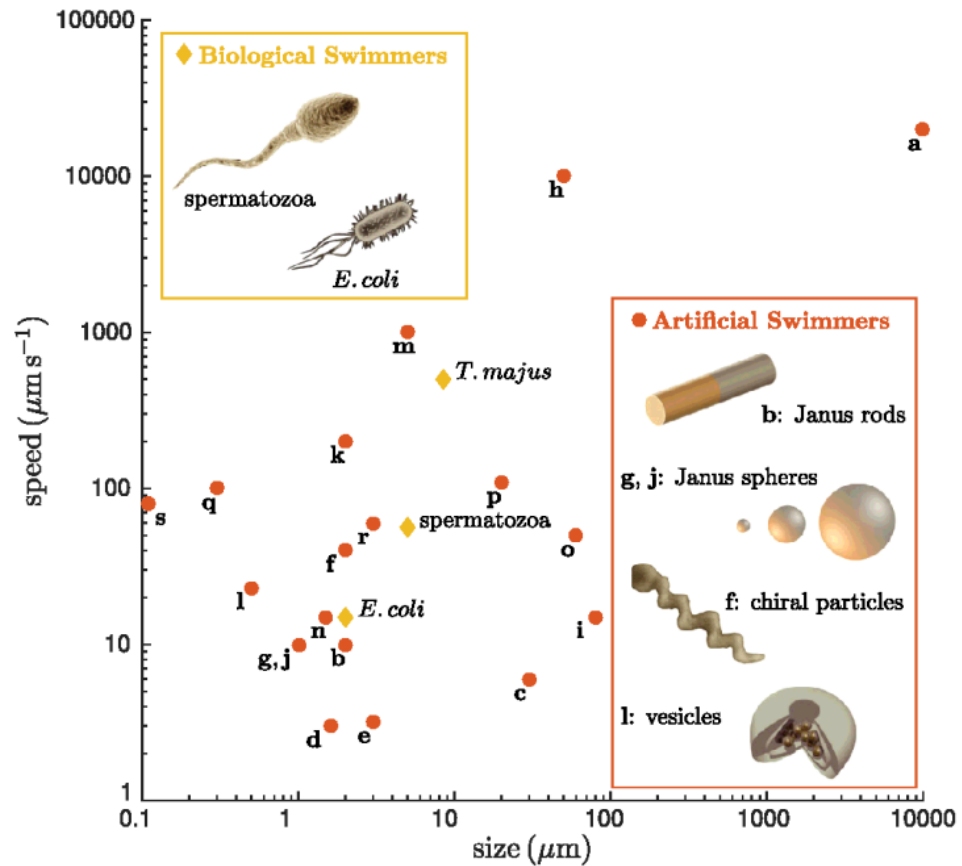 100000
10000
1000
100
10
1
speed (μm s⁻¹)
Biological Swimmers
spermatozoa
E. coli
a
h
m
T. majus
k
q
s
p
spermatozoa
r
f
o
l
E. coli
n
i
g, j
b
c
d
e
Artificial Swimmers
b: Janus rods
g, j: Janus spheres
f: chiral particles
l: vesicles
0.1 1 10 100 1000 10000
size (μm)